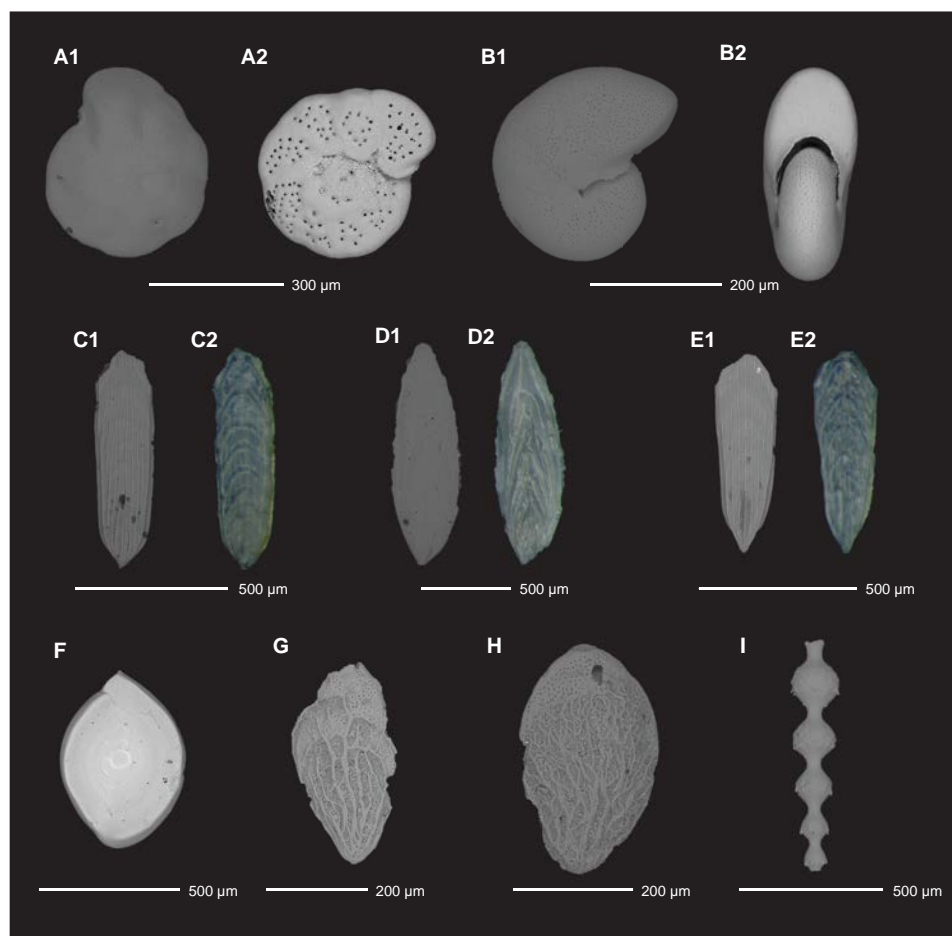 A1 A2 B1 B2
300 µm 200 µm
C1 C2 D1 D2 E1 E2
500 µm 500 µm 500 µm
F G H I
500 µm 200 µm 200 µm 500 µm